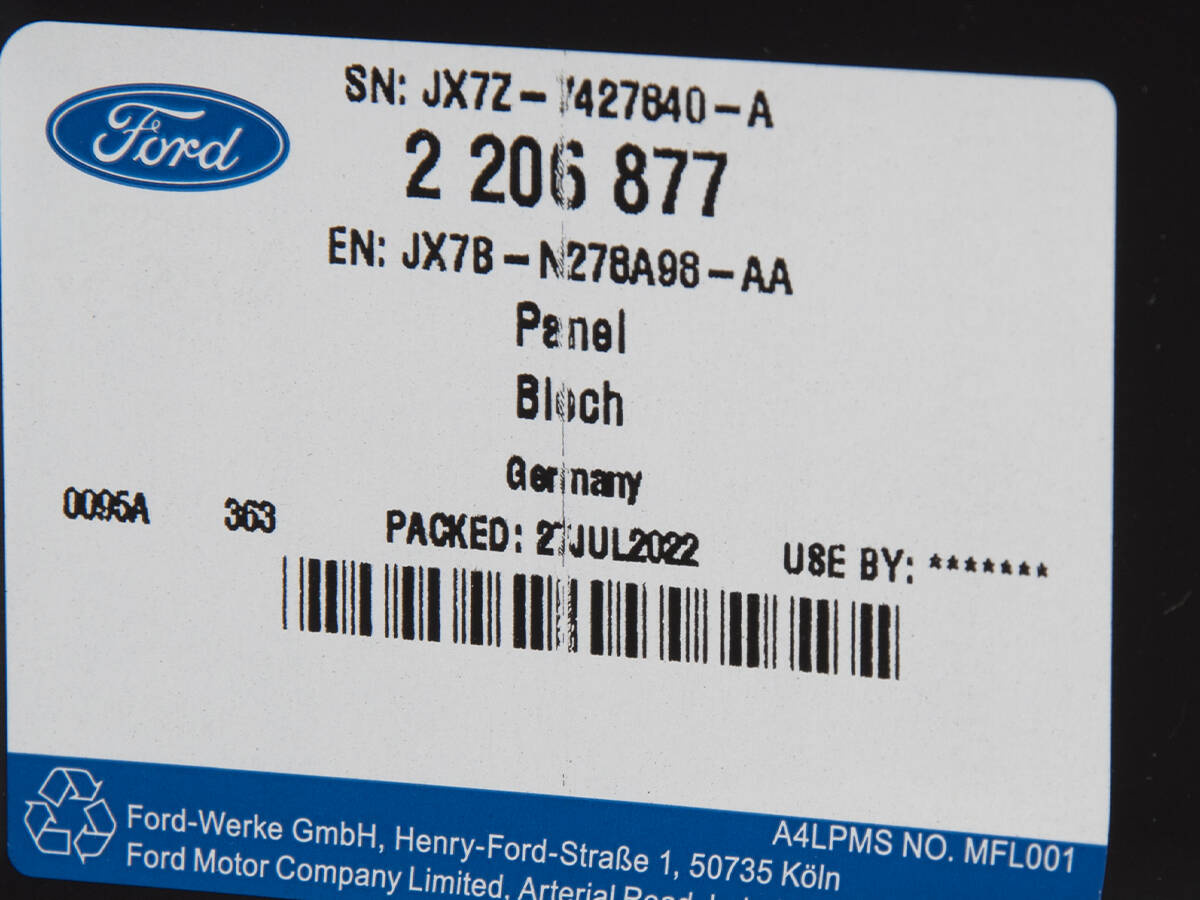 Ford
SN: JX7Z-7427840-A
2 206 877
EN: JX7B-N278A98-AA
Panel
Blech
Germany
0095A 363 PACKED: 27JUL2022 USE BY: *******
A4LPMS NO. MFL001
Ford-Werke GmbH, Henry-Ford-Straße 1, 50735 Köln
Ford Motor Company Limited, Arterial Road,